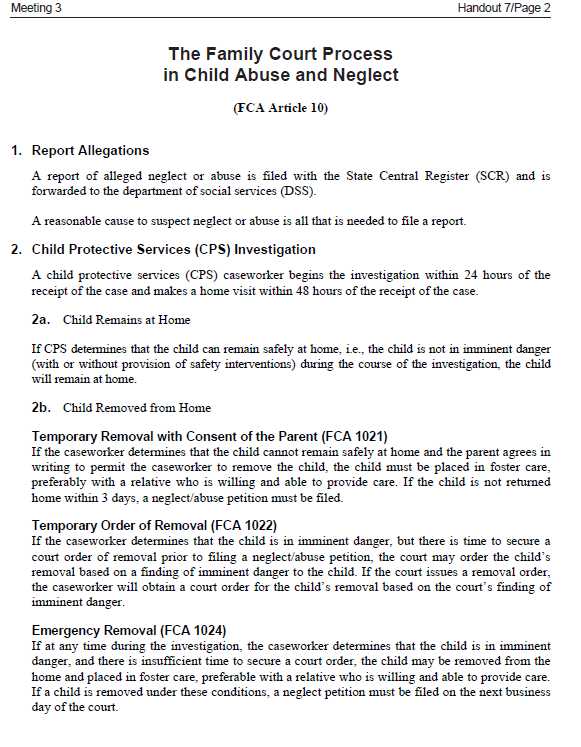 Meeting 3 Handout 7/Page 2
The Family Court Process
in Child Abuse and Neglect
(FCA Article 10)
1. Report Allegations
A report of alleged neglect or abuse is filed with the State Central Register (SCR) and is
forwarded to the department of social services (DSS).
A reasonable cause to suspect neglect or abuse is all that is needed to file a report.
2. Child Protective Services (CPS) Investigation
A child protective services (CPS) caseworker begins the investigation within 24 hours of the
receipt of the case and makes a home visit within 48 hours of the receipt of the case.
2a. Child Remains at Home
If CPS determines that the child can remain safely at home, i.e., the child is not in imminent danger
(with or without provision of safety interventions) during the course of the investigation, the child
will remain at home.
2b. Child Removed from Home
Temporary Removal with Consent of the Parent (FCA 1021)
If the caseworker determines that the child cannot remain safely at home and the parent agrees in
writing to permit the caseworker to remove the child, the child must be placed in foster care,
preferably with a relative who is willing and able to provide care. If the child is not returned
home within 3 days, a neglect/abuse petition must be filed.
Temporary Order of Removal (FCA 1022)
If the caseworker determines that the child is in imminent danger, but there is time to secure a
court order of removal prior to filing a neglect/abuse petition, the court may order the child's
removal based on a finding of imminent danger to the child. If the court issues a removal order,
the caseworker will obtain a court order for the child's removal based on the court's finding of
imminent danger.
Emergency Removal (FCA 1024)
If at any time during the investigation, the caseworker determines that the child is in imminent
danger, and there is insufficient time to secure a court order, the child may be removed from the
home and placed in foster care, preferable with a relative who is willing and able to provide care.
If a child is removed under these conditions, a neglect petition must be filed on the next business
day of the court.